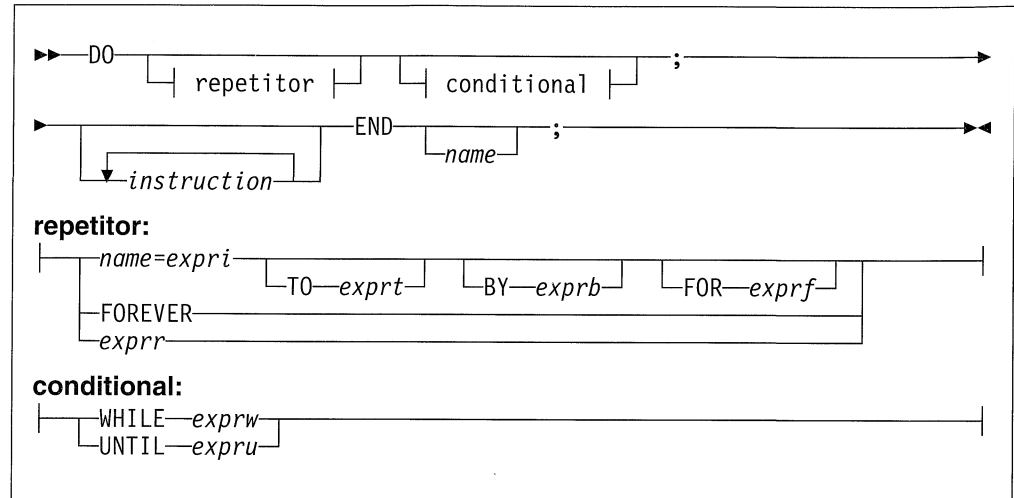 DO repetitor conditional ;
instruction END name ;
repetitor:
name=expri TO exprt BY exprb FOR exprf
FOREVER
exprr
conditional:
WHILE exprw
UNTIL expru